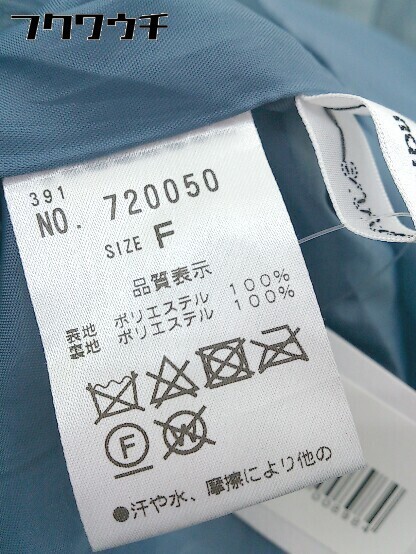 フクワウチ
391
NO. 720050
SIZE F
品質表示
表地 ポリエステル 100%
ポリエステル 100%
F
W
●汗や水、摩擦により他の